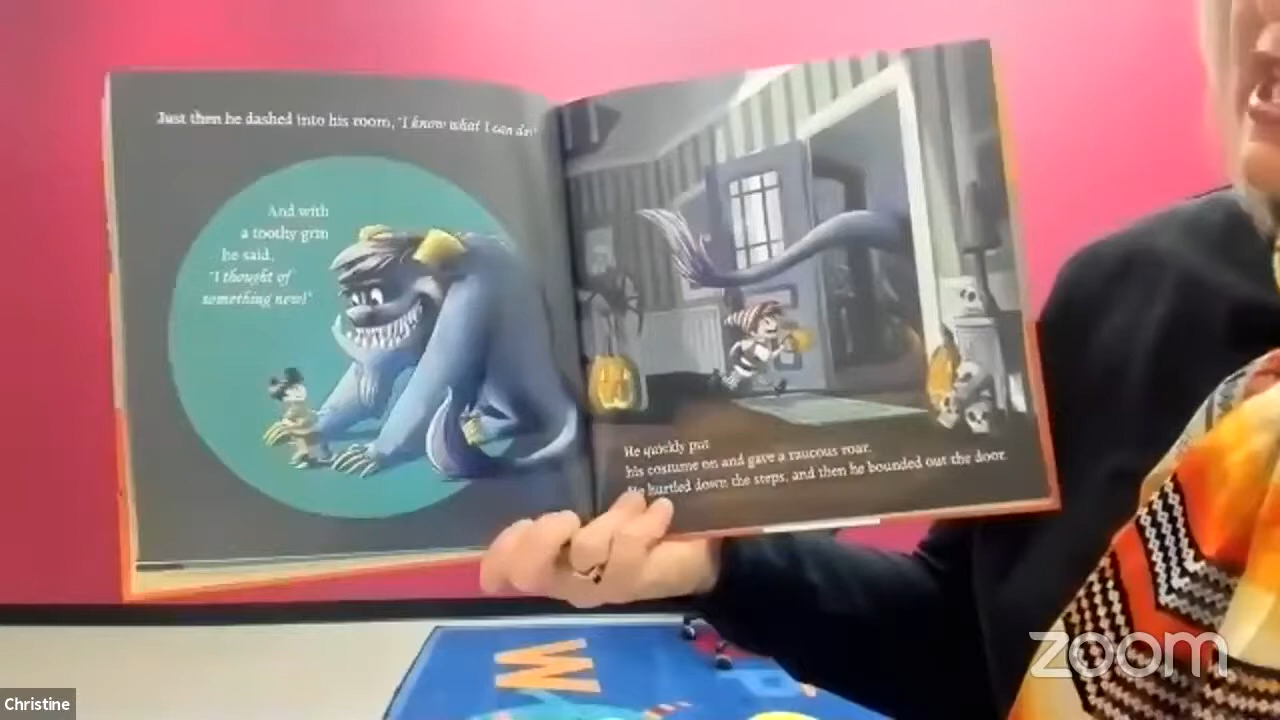 Just then he dashed into his room, "I know what I can do!"
And with
a toothy grin
he said,
"I thought of
something new!"
He quickly put
his costume on and gave a raucous roar.
He hurtled down the steps, and then he bounded out the door.
W
P
zoom
Christine